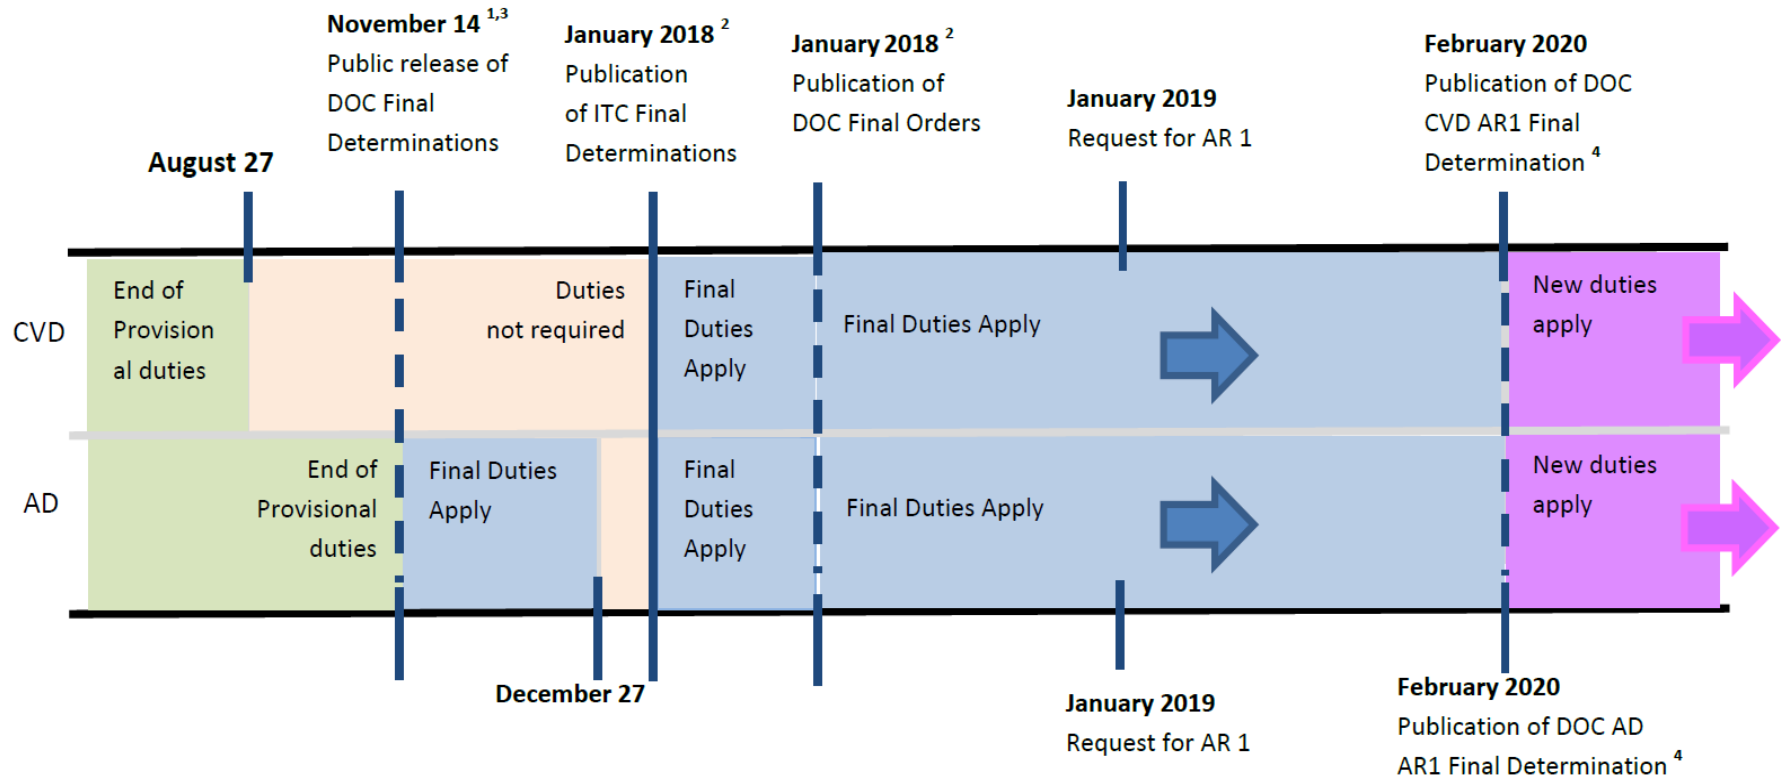 November 14 1,3
Public release of
DOC Final
Determinations
January 2018 2
Publication
of ITC Final
Determinations
January 2018 2
Publication of
DOC Final Orders
January 2019
Request for AR 1
February 2020
Publication of DOC
CVD AR1 Final
Determination 4
August 27
CVD
End of
Provision
al duties
Duties
not required
Final
Duties
Apply
Final Duties Apply
New duties
apply
AD
End of
Provisional
duties
Final Duties
Apply
Final
Duties
Apply
Final Duties Apply
New duties
apply
December 27
January 2019
Request for AR 1
February 2020
Publication of DOC AD
AR1 Final Determination 4